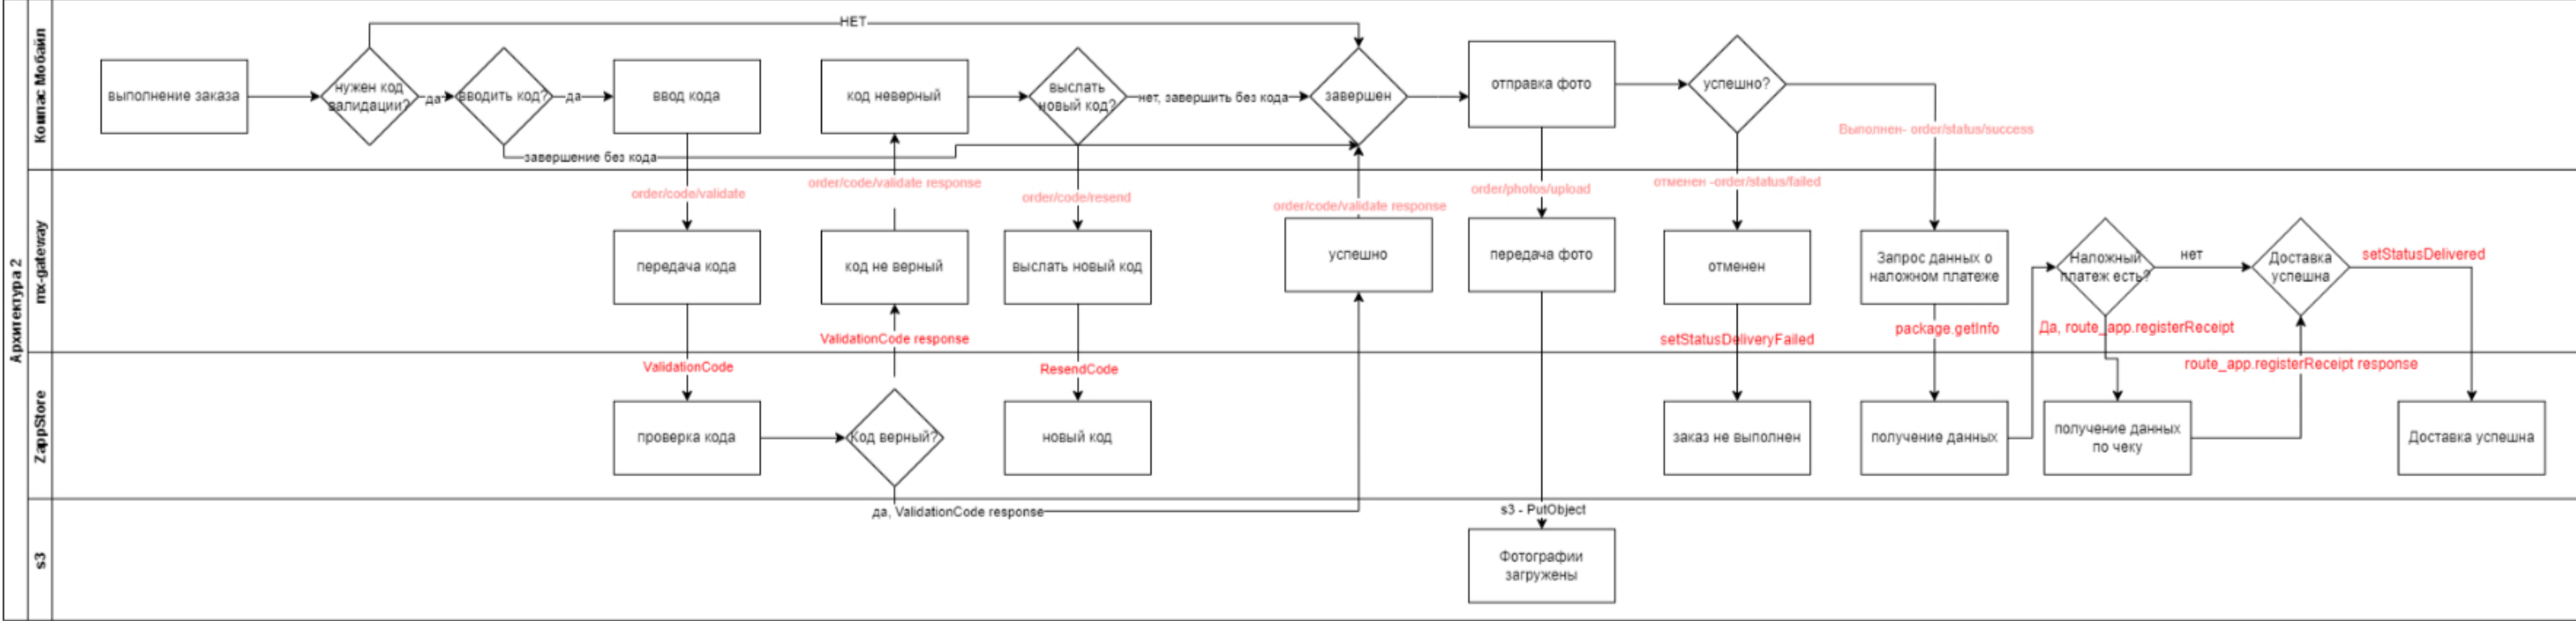 Архитектура 2
Компас Мобайл
НЕТ
выполнение заказа
нужен код
валидации?
да
вводить код?
да
ввод кода
код неверный
выслать
новый код?
нет, завершить без кода
завершен
отправка фото
успешно?
завершение без кода
Выполнен- order/status/success
mx-gateway
order/code/validate
order/code/validate response
order/code/resend
order/code/validate response
order/photos/upload
отменен -order/status/failed
передача кода
код не верный
выслать новый код
успешно
передача фото
отменен
Запрос данных о
наложном платеже
Наложный
платеж есть?
нет
Доставка
успешна
setStatusDelivered
ValidationCode response
setStatusDeliveryFailed
package.getInfo
Да, route_app.registerReceipt
ZappStore
ValidationCode
ResendCode
route_app.registerReceipt response
проверка кода
Код верный?
новый код
заказ не выполнен
получение данных
получение данных
по чеку
Доставка успешна
s3
да, ValidationCode response
s3 - PutObject
Фотографии
загружены